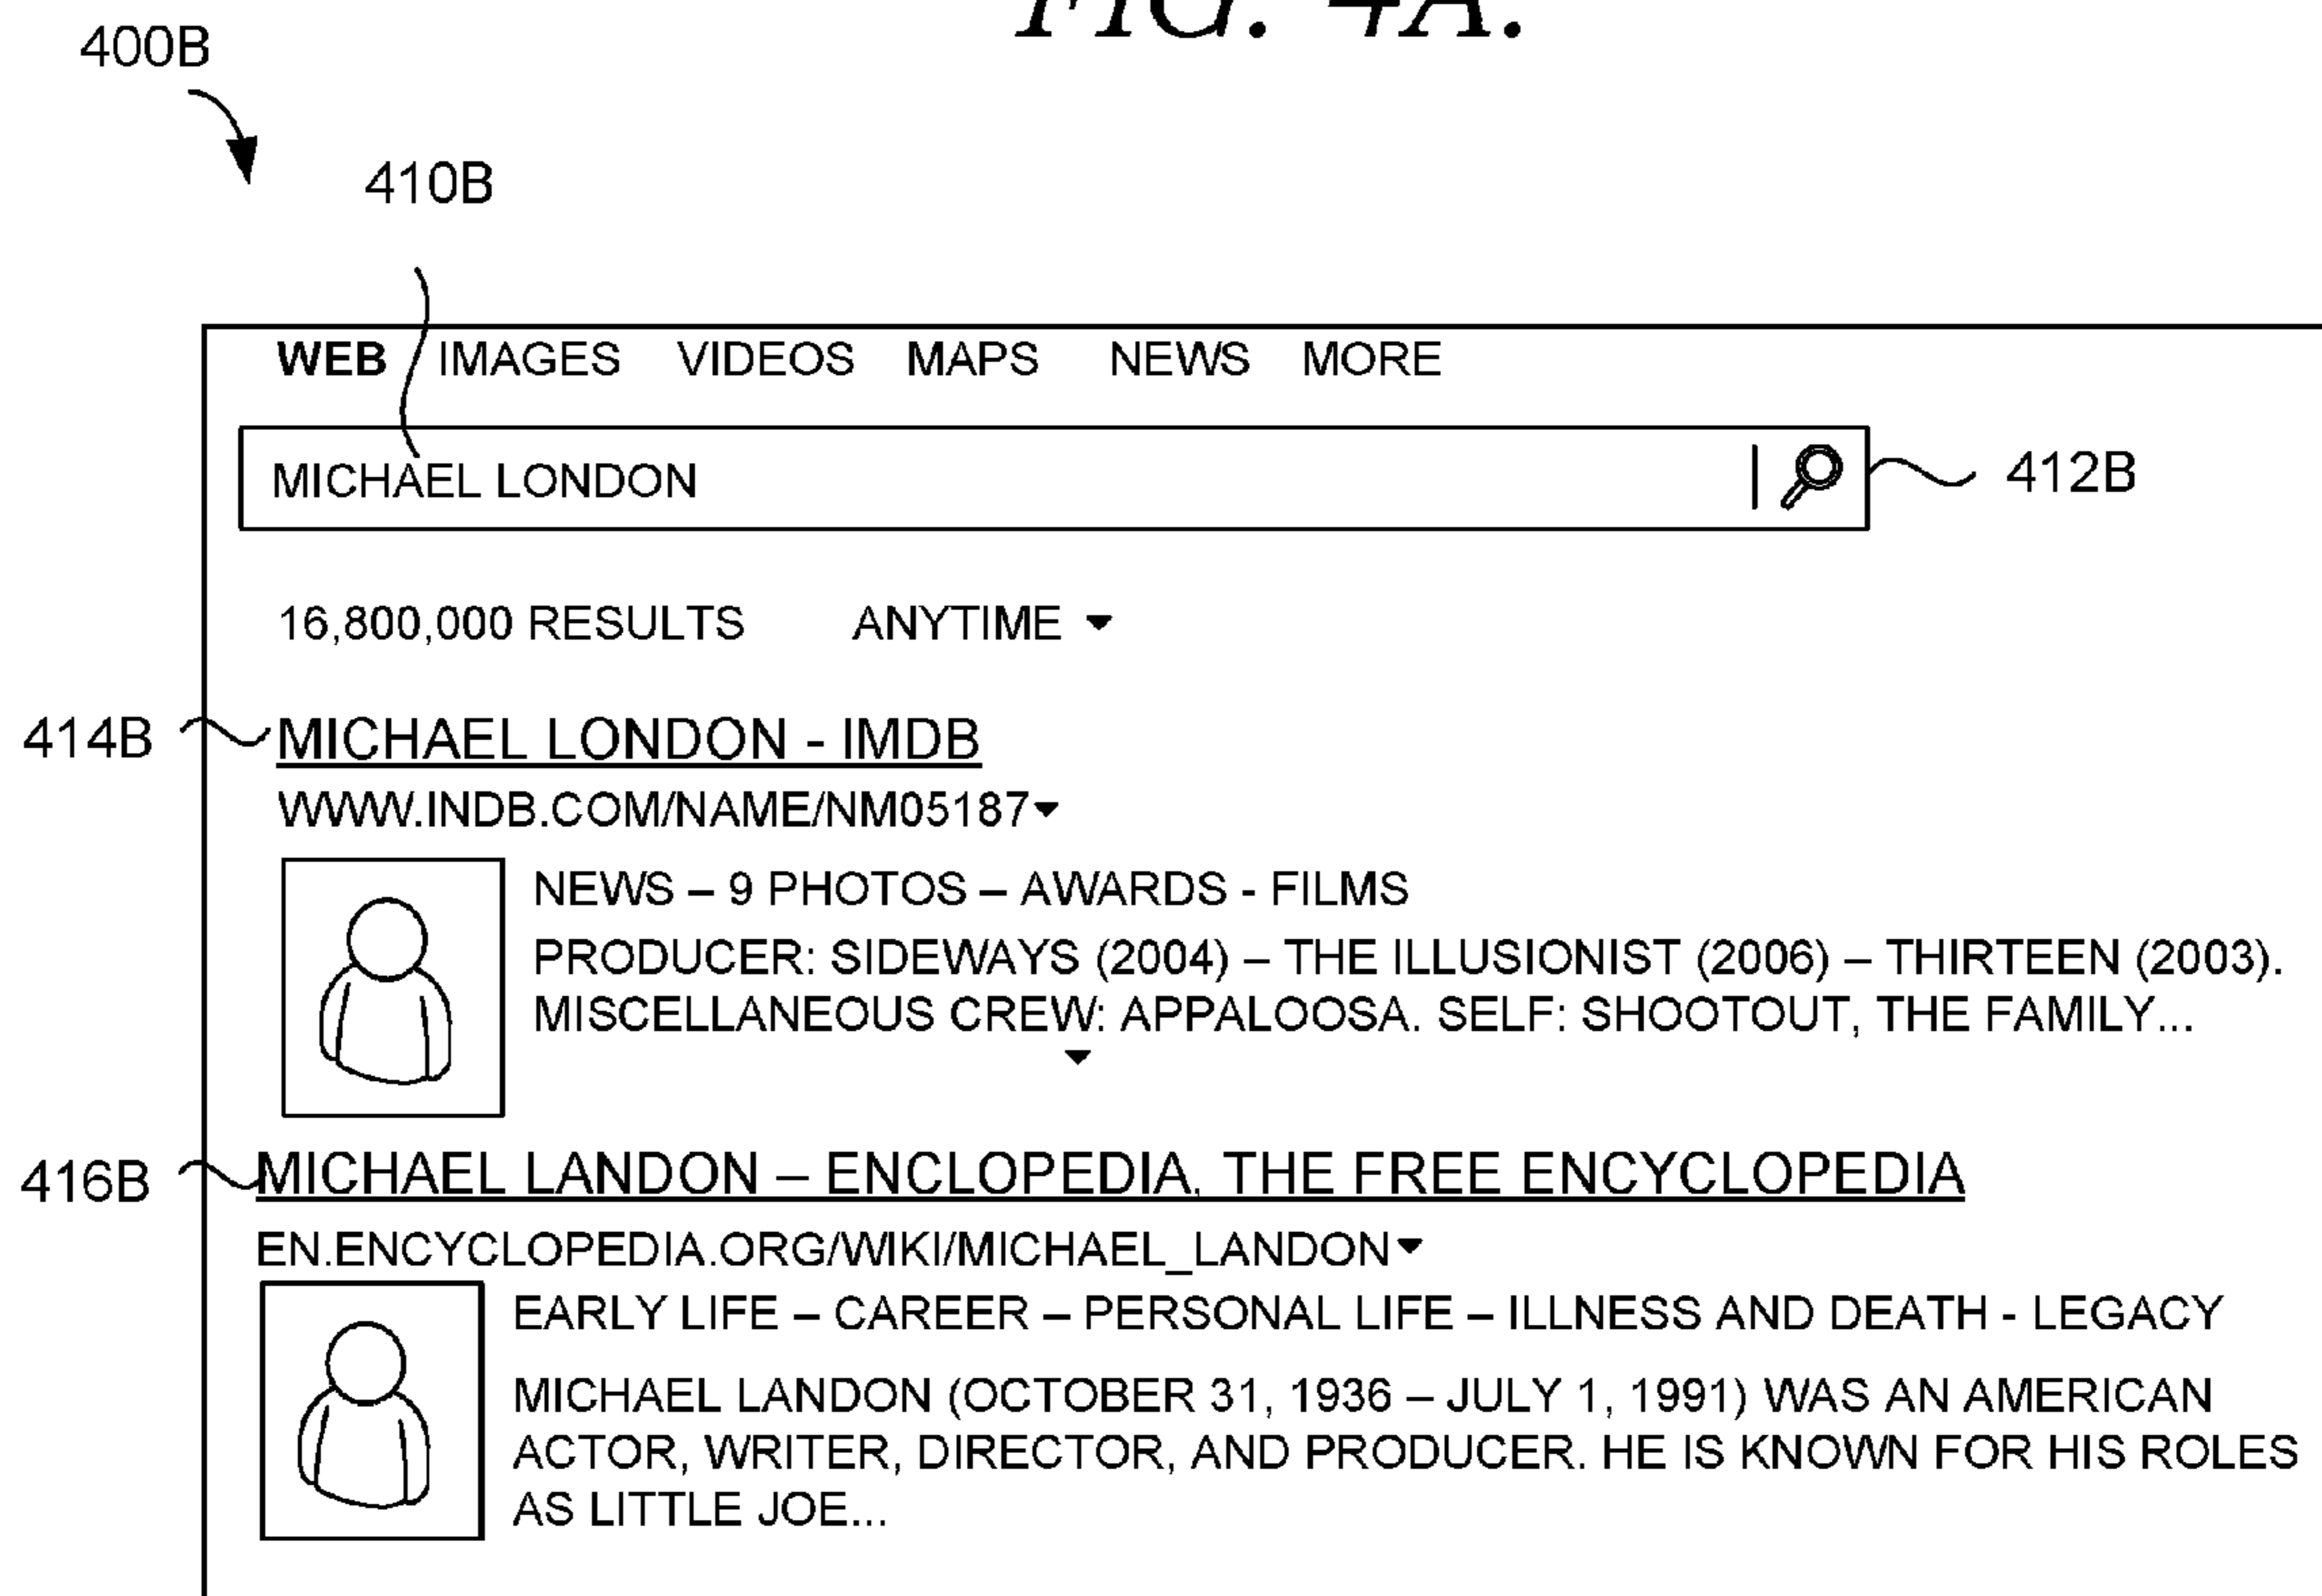 FIG. 4A.
400B
410B
WEB IMAGES VIDEOS MAPS NEWS MORE
MICHAEL LONDON
412B
16,800,000 RESULTS ANYTIME
414B
MICHAEL LONDON - IMDB
WWW.INDB.COM/NAME/NM05187
NEWS – 9 PHOTOS – AWARDS - FILMS
PRODUCER: SIDEWAYS (2004) – THE ILLUSIONIST (2006) – THIRTEEN (2003).
MISCELLANEOUS CREW: APPALOOSA. SELF: SHOOTOUT, THE FAMILY...
416B
MICHAEL LANDON – ENCLOPEDIA, THE FREE ENCYCLOPEDIA
EN.ENCYCLOPEDIA.ORG/WIKI/MICHAEL_LANDON
EARLY LIFE – CAREER – PERSONAL LIFE – ILLNESS AND DEATH - LEGACY
MICHAEL LANDON (OCTOBER 31, 1936 – JULY 1, 1991) WAS AN AMERICAN
ACTOR, WRITER, DIRECTOR, AND PRODUCER. HE IS KNOWN FOR HIS ROLES
AS LITTLE JOE...